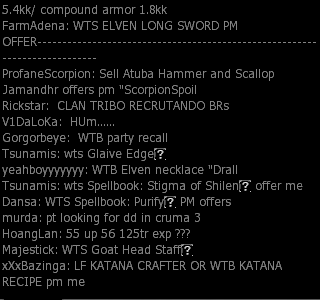 5.4kk/ compound armor 1.8kk
FarmAdena: WTS ELVEN LONG SWORD PM
OFFER----------------------------------------------------
--------------------
ProfaneScorpion: Sell Atuba Hammer and Scallop
Jamandhr offers pm "ScorpionSpoil
Rickstar:  CLAN TRIBO RECRUTANDO BRs
V1DaLoKa:  HUm......
Gorgorbeye:  WTB party recall
Tsunamis: wts Glaive Edge?
yeahboyyyyyyy: WTB Elven necklace "Drall
Tsunamis: wts Spellbook: Stigma of Shilen? offer me
Dansa: WTS Spellbook: Purify? PM offers
murda: pt looking for dd in cruma 3
HoangLan: 55 up 56 125tr exp ???
Majestick: WTS Goat Head Staff?
xXxBazinga: LF KATANA CRAFTER OR WTB KATANA
RECIPE pm me